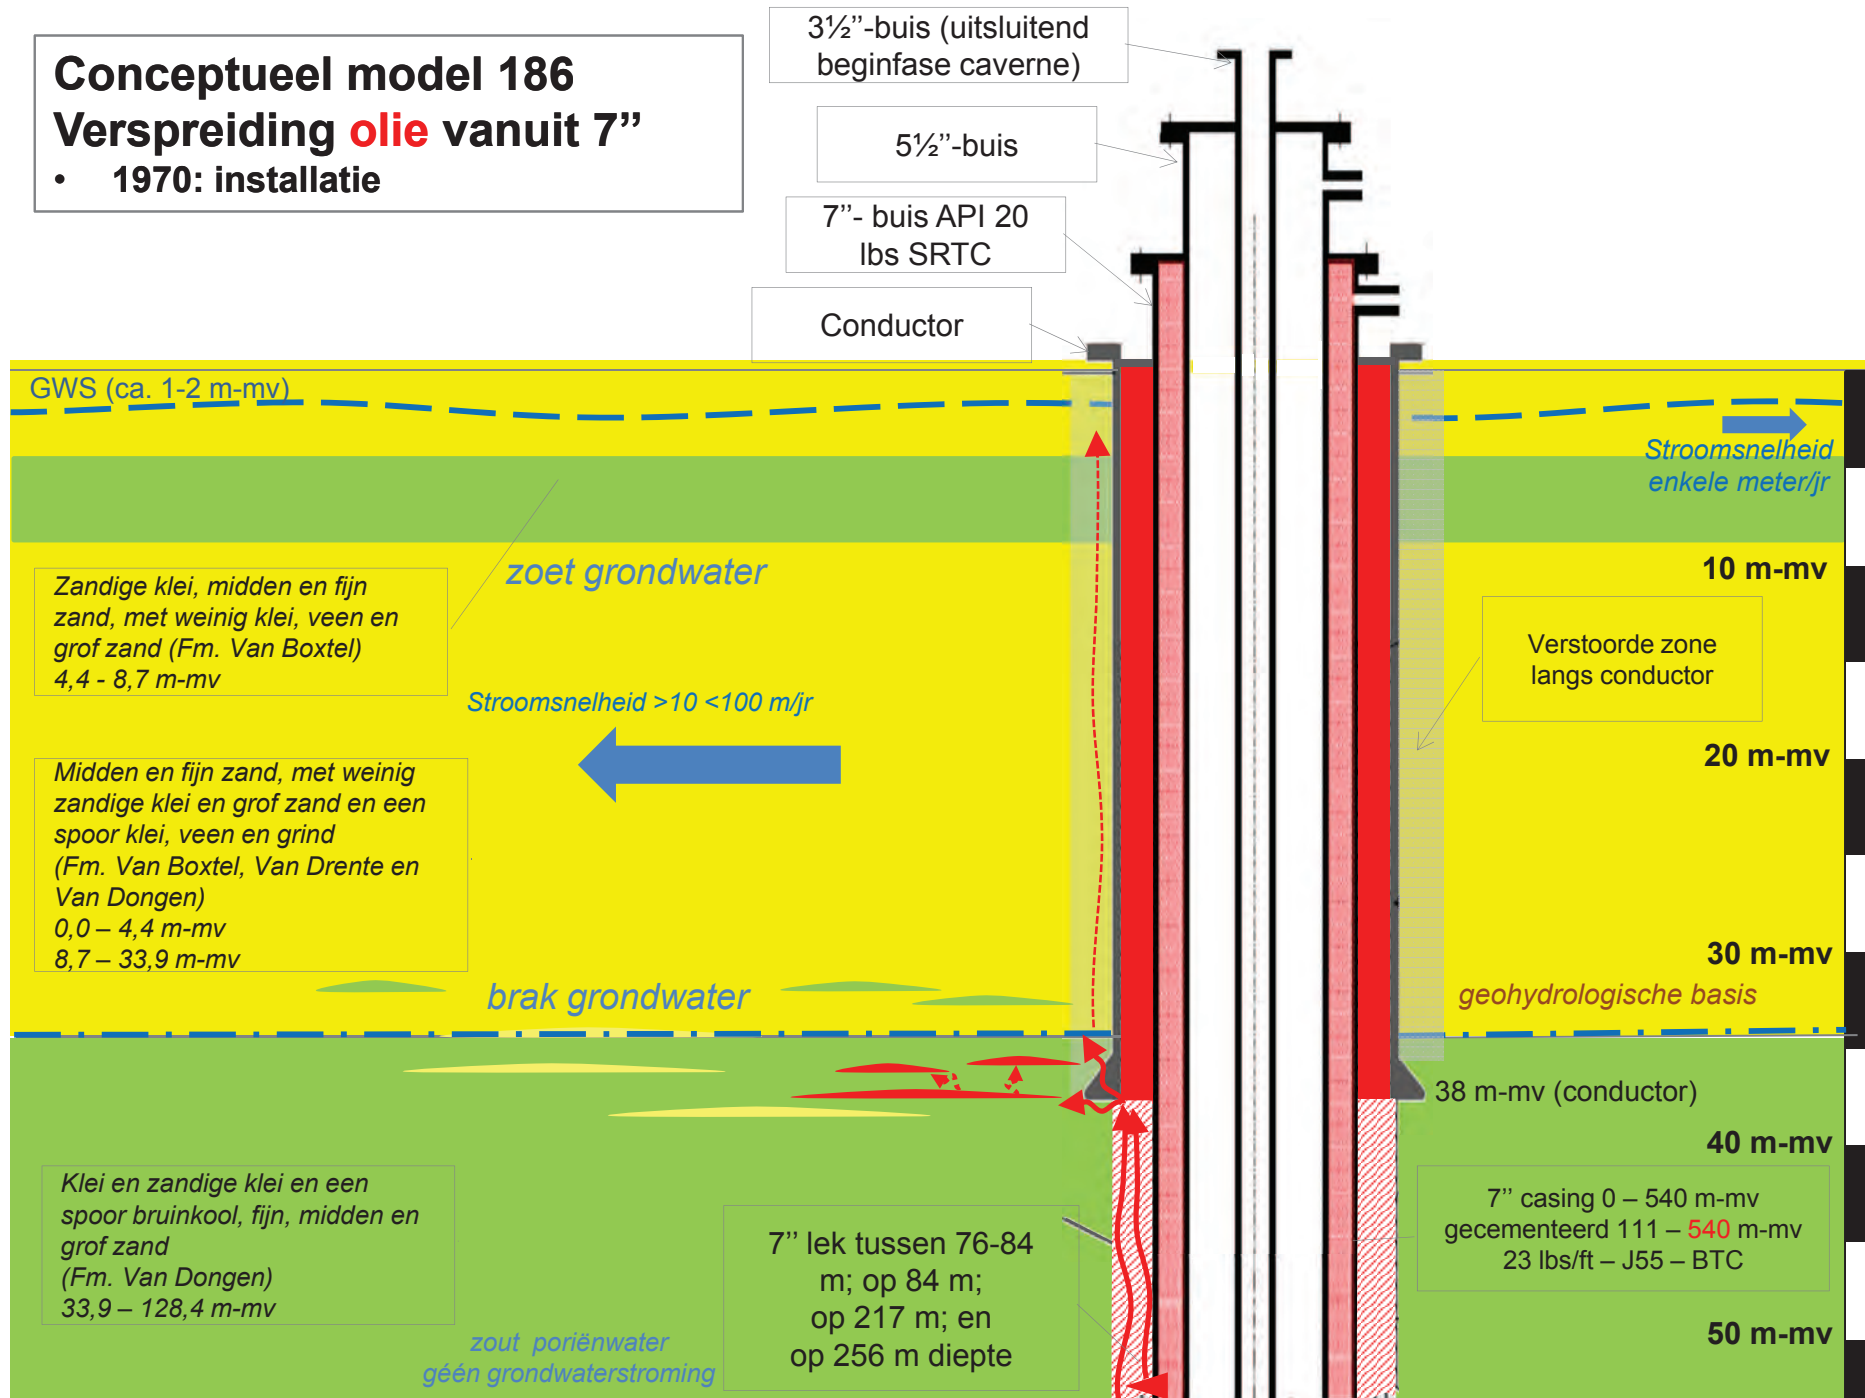 Conceptueel model 186
Verspreiding olie vanuit 7’’
• 1970: installatie
3½’’-buis (uitsluitend
beginfase caverne)
5½’’-buis
7’’- buis API 20
lbs SRTC
Conductor
GWS (ca. 1-2 m-mv)
Stroomsnelheid
enkele meter/jr
zoet grondwater
10 m-mv
Zandige klei, midden en fijn
zand, met weinig klei, veen en
grof zand (Fm. Van Boxtel)
4,4 - 8,7 m-mv
Verstoorde zone
langs conductor
Stroomsnelheid >10 <100 m/jr
20 m-mv
Midden en fijn zand, met weinig
zandige klei en grof zand en een
spoor klei, veen en grind
(Fm. Van Boxtel, Van Drente en
Van Dongen)
0,0 – 4,4 m-mv
8,7 – 33,9 m-mv
30 m-mv
brak grondwater
geohydrologische basis
38 m-mv (conductor)
40 m-mv
Klei en zandige klei en een
spoor bruinkool, fijn, midden en
grof zand
(Fm. Van Dongen)
33,9 – 128,4 m-mv
7’’ lek tussen 76-84
m; op 84 m;
op 217 m; en
op 256 m diepte
7’’ casing 0 – 540 m-mv
gecementeerd 111 – 540 m-mv
23 lbs/ft – J55 – BTC
50 m-mv
zout poriënwater
géén grondwaterstroming